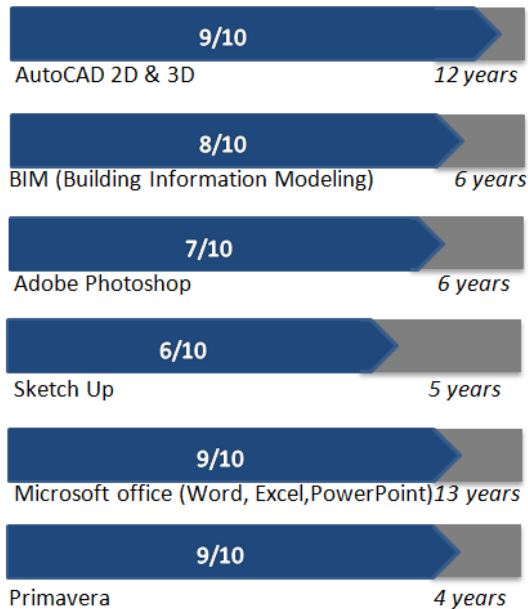 9/10
AutoCAD 2D & 3D 12 years
8/10
BIM (Building Information Modeling) 6 years
7/10
Adobe Photoshop 6 years
6/10
Sketch Up 5 years
9/10
Microsoft office (Word, Excel,PowerPoint)13 years
9/10
Primavera 4 years